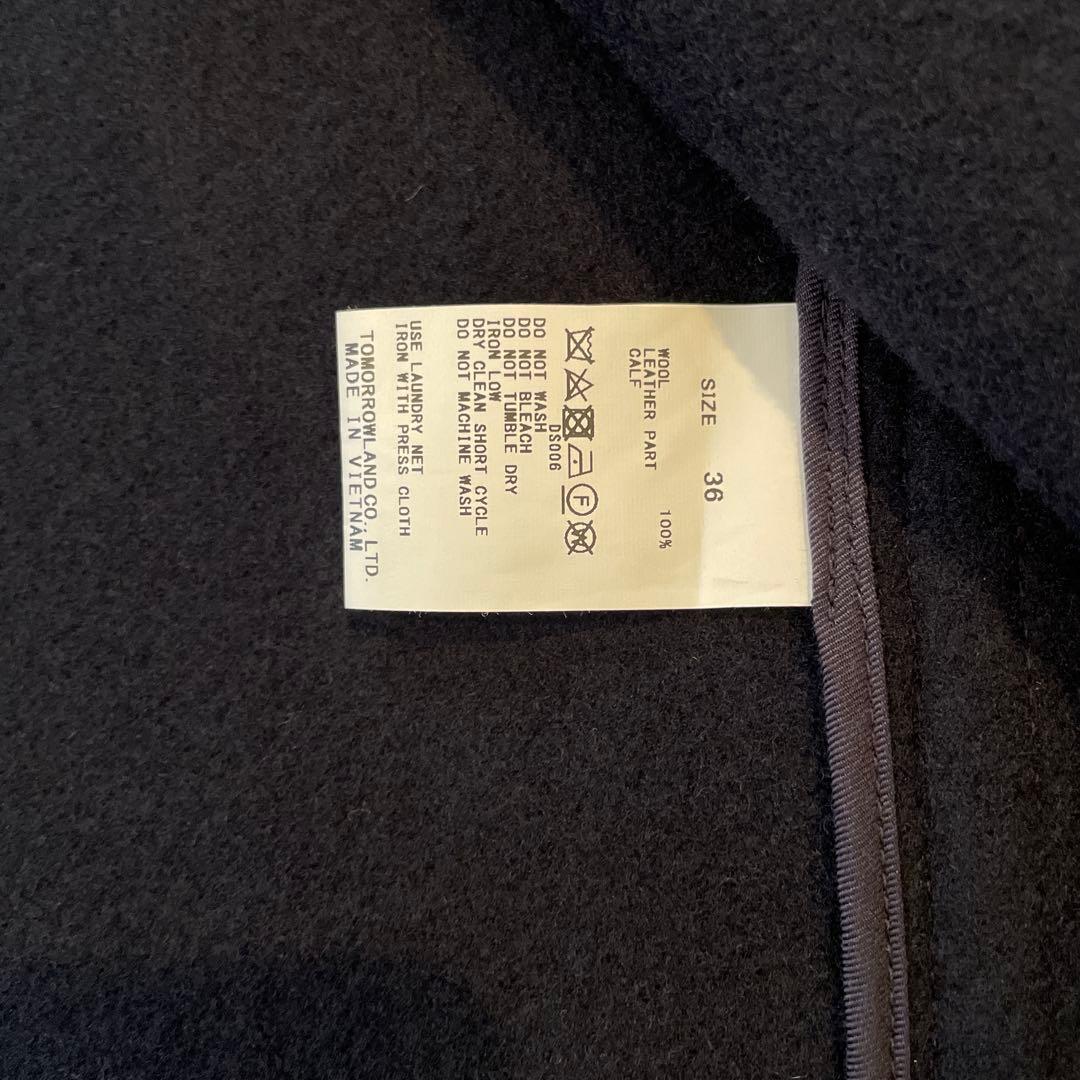 SIZE 36
WOOL 100%
LEATHER PART
CALF
F
W
DS006
DO NOT WASH
DO NOT BLEACH
DO NOT TUMBLE DRY
IRON LOW
DRY CLEAN SHORT CYCLE
DO NOT MACHINE WASH
USE LAUNDRY NET
IRON WITH PRESS CLOTH
TOMORROWLAND CO., LTD.
MADE IN VIETNAM